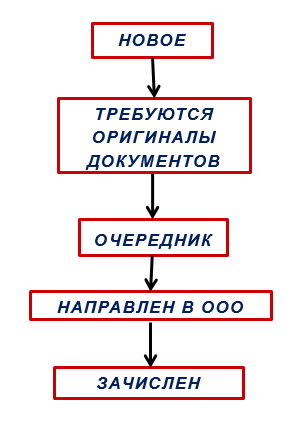 НОВОЕ
ТРЕБУЮТСЯ
ОРИГИНАЛЫ
ДОКУМЕНТОВ
ОЧЕРЕДНИК
НАПРАВЛЕН В ООО
ЗАЧИСЛЕН